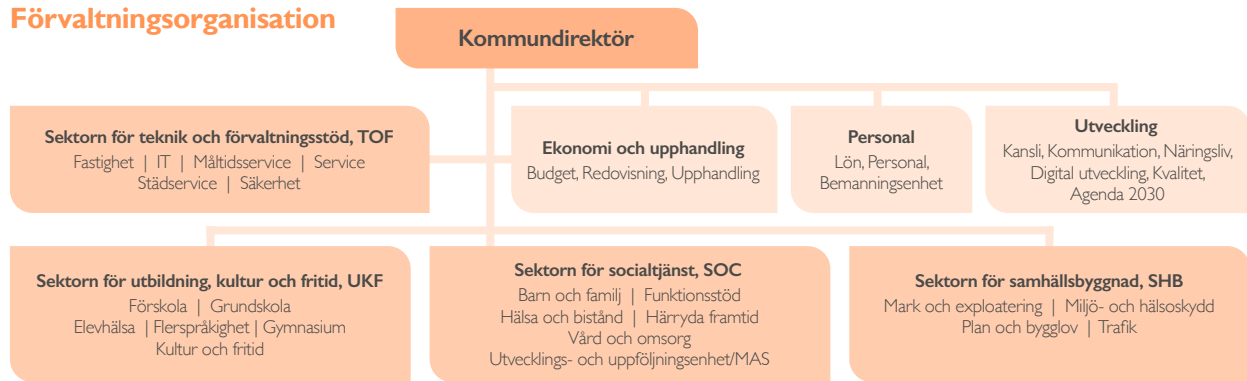 Förvaltningsorganisation
Kommundirektör
Sektorn för teknik och förvaltningsstöd, TOF
Fastighet | IT | Måltidsservice | Service
Städservice | Säkerhet
Ekonomi och upphandling
Budget, Redovisning, Upphandling
Personal
Lön, Personal,
Bemanningsenhet
Utveckling
Kansli, Kommunikation, Näringsliv,
Digital utveckling, Kvalitet,
Agenda 2030
Sektorn för utbildning, kultur och fritid, UKF
Förskola | Grundskola
Elevhälsa | Flerspråkighet | Gymnasium
Kultur och fritid
Sektorn för socialtjänst, SOC
Barn och familj | Funktionsstöd
Hälsa och bistånd | Härryda framtid
Vård och omsorg
Utvecklings- och uppföljningsenhet/MAS
Sektorn för samhällsbyggnad, SHB
Mark och exploatering | Miljö- och hälsoskydd
Plan och bygglov | Trafik